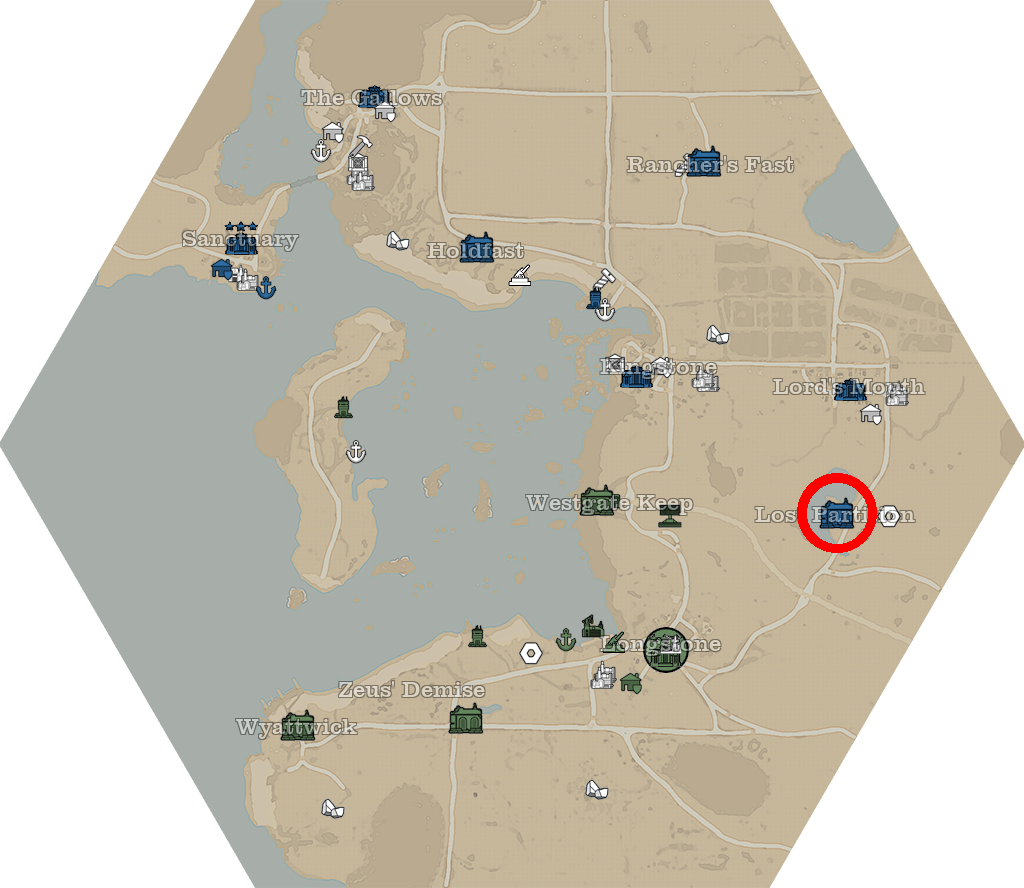 The Gallows
Rancher's Fast
Sanctuary
Holdfast
Kingstone
Lord's Mouth
Westgate Keep
Lost Partition
Longstone
Zeus' Demise
Wyattwick